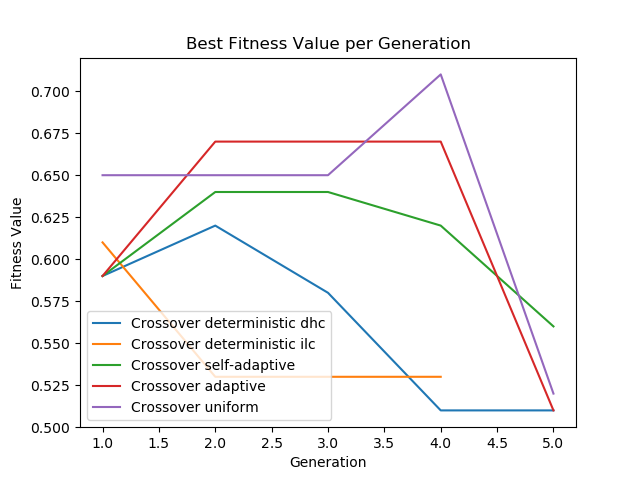 Best Fitness Value per Generation
Fitness Value
0.700
0.675
0.650
0.625
0.600
0.575
0.550
0.525
0.500
Crossover deterministic dhc
Crossover deterministic ilc
Crossover self-adaptive
Crossover adaptive
Crossover uniform
1.0 1.5 2.0 2.5 3.0 3.5 4.0 4.5 5.0
Generation